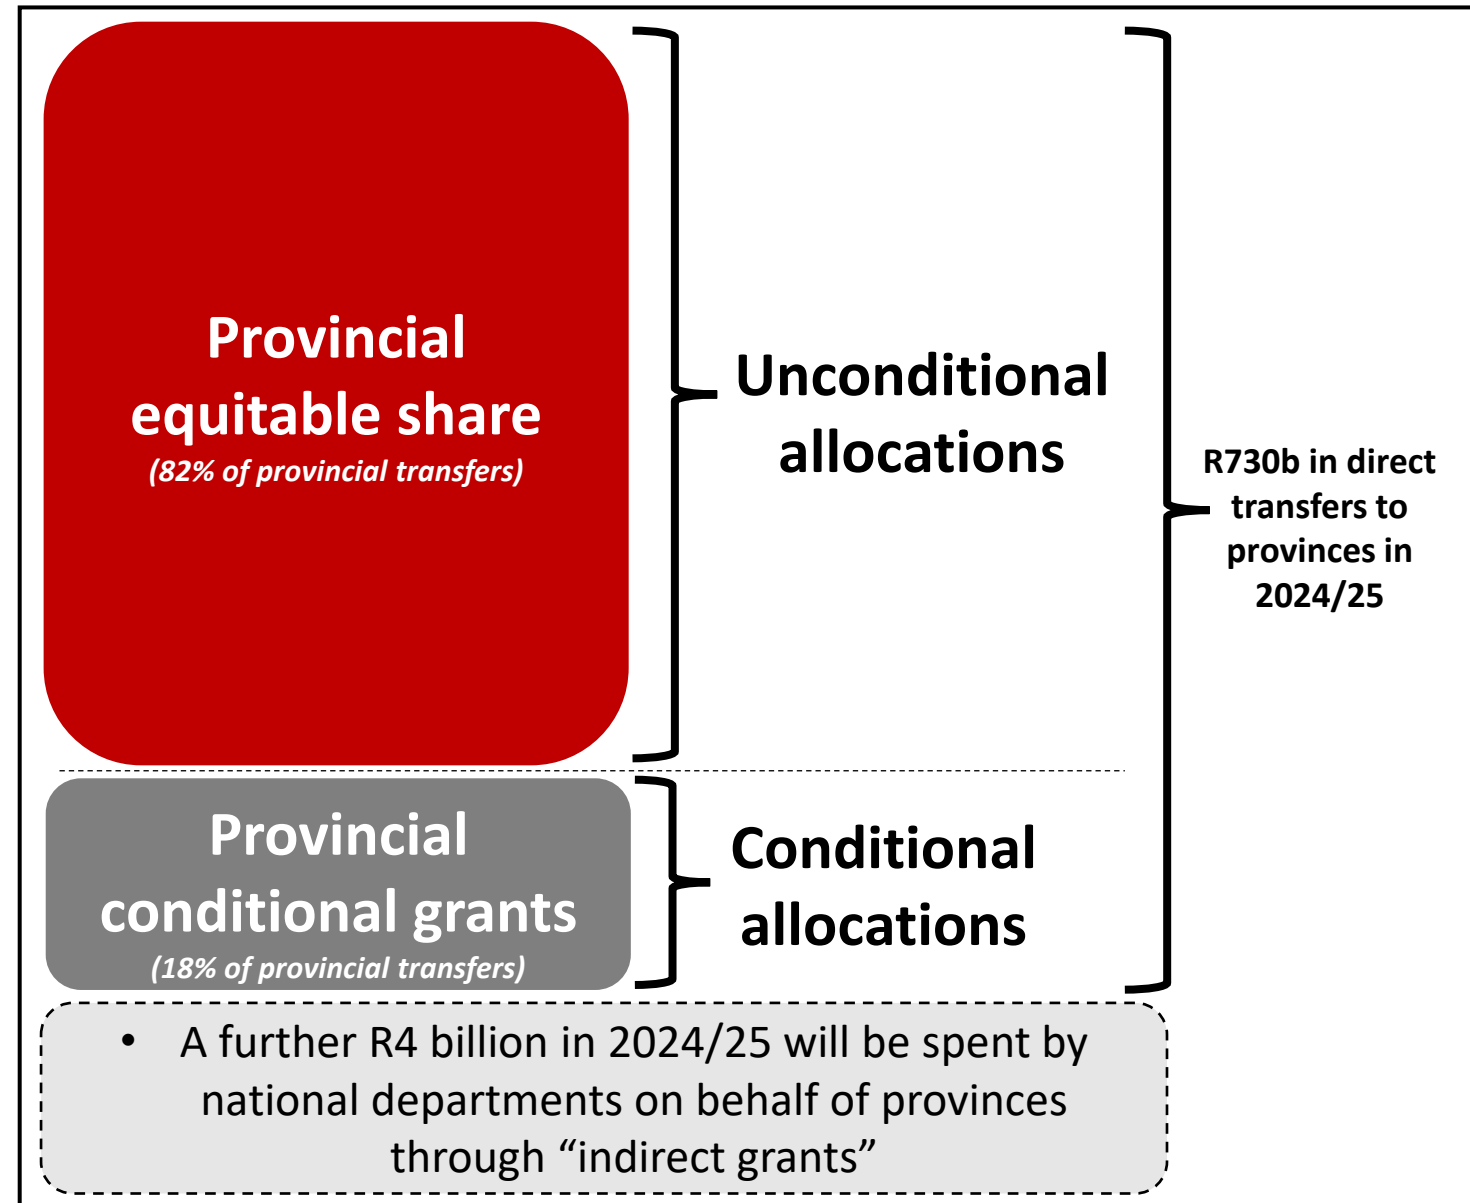 Provincial
equitable share
(82% of provincial transfers)
Unconditional
allocations
R730b in direct
transfers to
provinces in
2024/25
Provincial
conditional grants
(18% of provincial transfers)
Conditional
allocations
• A further R4 billion in 2024/25 will be spent by
national departments on behalf of provinces
through “indirect grants”